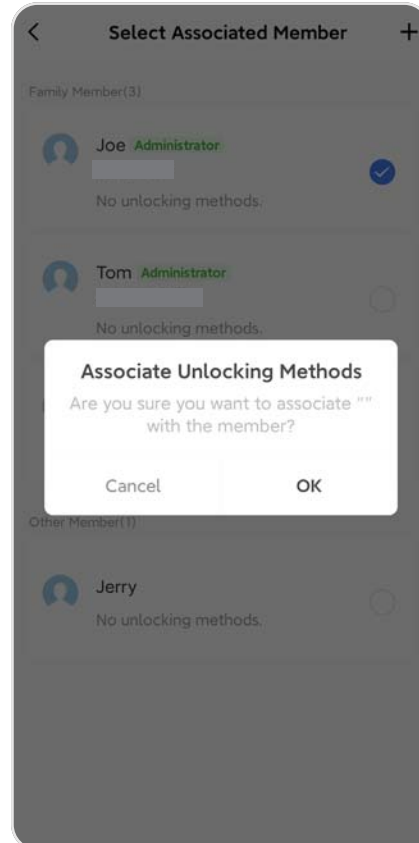 Select Associated Member +
Family Member(3)
Joe Administrator
No unlocking methods.
Tom Administrator
No unlocking methods.
Associate Unlocking Methods
Are you sure you want to associate ""
with the member?
Cancel OK
Other Member(1)
Jerry
No unlocking methods.